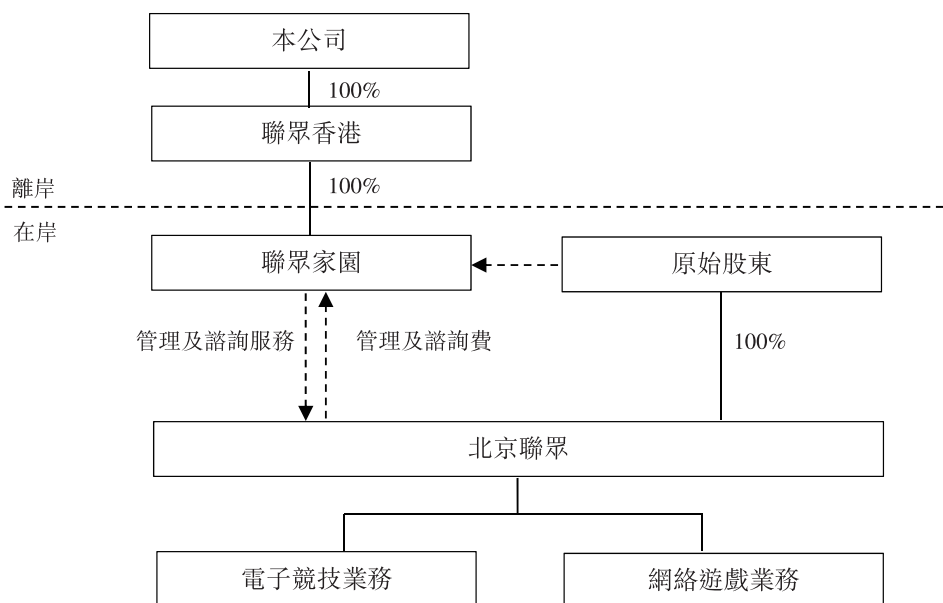 本公司
100%
聯眾香港
離岸
100%
在岸
聯眾家園
原始股東
管理及諮詢服務
管理及諮詢費
100%
北京聯眾
電子競技業務
網絡遊戲業務